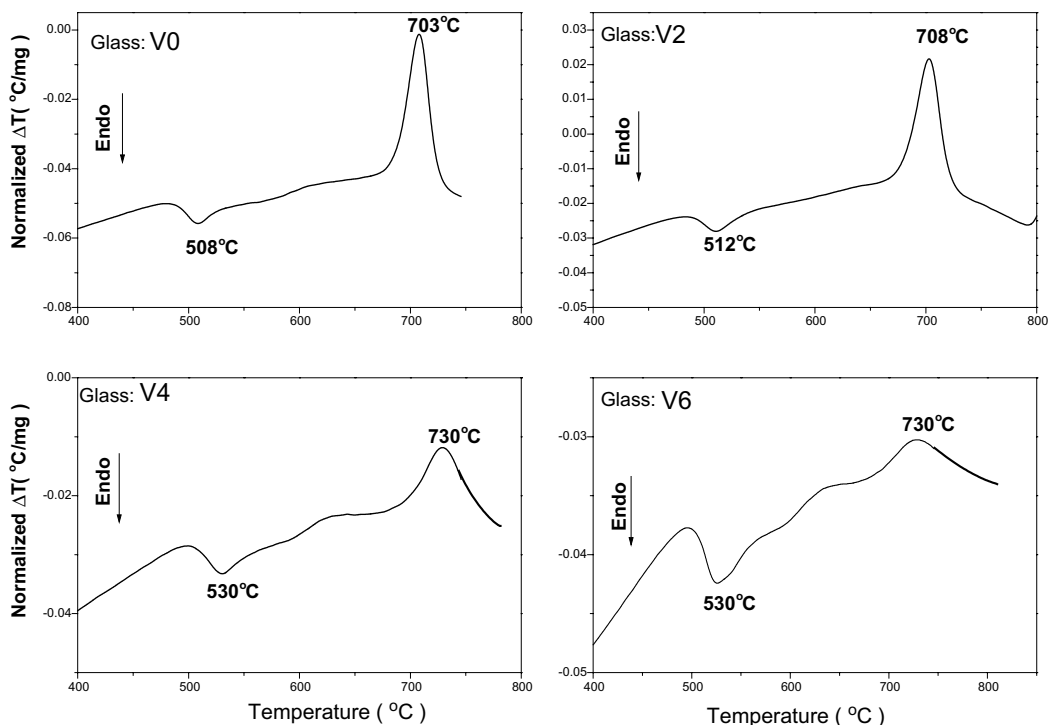 Glass: V0
703°C
Endo
508°C
Normalized ΔT( °C/mg )
0.00
-0.02
-0.04
-0.06
-0.08
400 500 600 700 800
Glass:V2
708°C
Endo
512°C
0.03
0.02
0.01
0.00
-0.01
-0.02
-0.03
-0.04
-0.05
400 500 600 700 800
Glass: V4
730°C
Endo
530°C
Normalized ΔT( °C/mg )
0.00
-0.02
-0.04
400 500 600 700 800
Temperature ( °C)
Glass: V6
730°C
Endo
530°C
-0.03
-0.04
-0.05
400 500 600 700 800
Temperature ( °C)